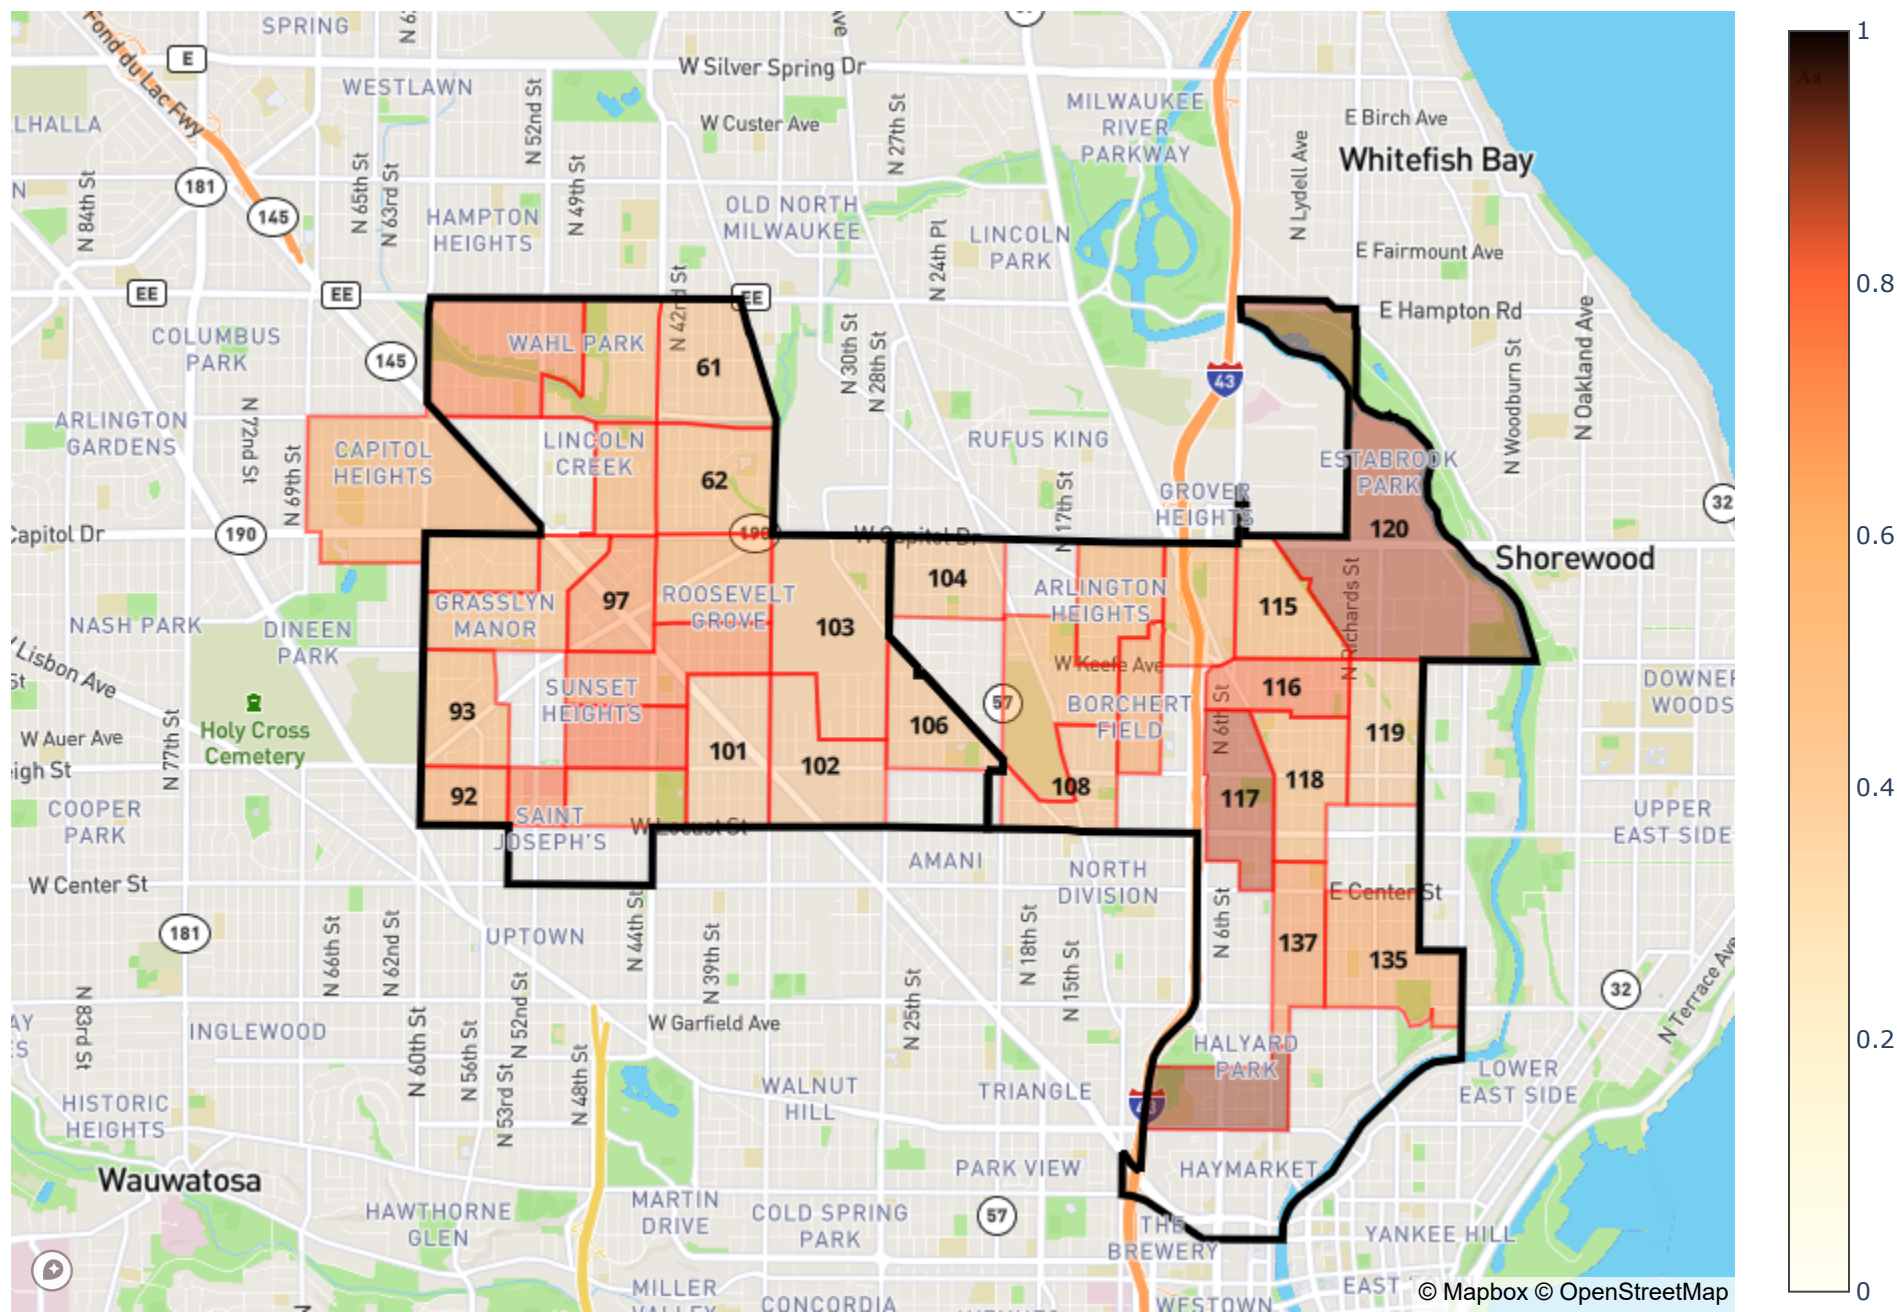 SPRING
E
W Silver Spring Dr
Fond du Lac Fwy
WESTLAWN
MILWAUKEE
RIVER
PARKWAY
W Custer Ave
N 52nd St
N 27th St
E Birch Ave
Whitefish Bay
N Lydell Ave
181
145
N 84th St
N 65th St
N 63rd St
N 49th St
HAMPTON
HEIGHTS
OLD NORTH
MILWAUKEE
LINCOLN
PARK
N 24th Pl
E Fairmount Ave
EE
EE
EE
N 42nd St
E Hampton Rd
COLUMBUS
PARK
145
WAHL PARK
61
N 30th St
N 28th St
43
N Woodburn St
N Oakland Ave
ARLINGTON
GARDENS
N 72nd St
N 69th St
CAPITOL
HEIGHTS
LINCOLN
CREEK
62
RUFUS KING
N 17th St
GROVER
HEIGHTS
ESTABROOK
PARK
120
32
Capitol Dr
190
190
W Capitol Dr
Shorewood
104
ARLINGTON
HEIGHTS
115
N Richards St
97
ROOSEVELT
GROVE
103
GRASSLYN
MANOR
NASH PARK
DINEEN
PARK
W Keefe Ave
W Lisbon Ave
SUNSET
HEIGHTS
57
BORCHERT
FIELD
116
N 6th St
DOWNER
WOODS
93
Holy Cross
Cemetery
106
119
W Auer Ave
N 77th St
101
102
118
108
117
92
COOPER
PARK
SAINT
JOSEPH'S
W Locust St
UPPER
EAST SIDE
AMANI
NORTH
DIVISION
W Center St
E Center St
181
UPTOWN
N 66th St
N 62nd St
N 44th St
N 39th St
N 25th St
N 18th St
N 15th St
N 6th St
137
135
32
N Terrace Ave
N 83rd St
INGLEWOOD
N 60th St
N 56th St
N 53rd St
N 52nd St
N 48th St
W Garfield Ave
HALYARD
PARK
LOWER
EAST SIDE
HISTORIC
HEIGHTS
WALNUT
HILL
TRIANGLE
43
Wauwatosa
PARK VIEW
HAYMARKET
HAWTHORNE
GLEN
MARTIN
DRIVE
COLD SPRING
PARK
57
THE
BREWERY
YANKEE HILL
MILLER
VALLEY
CONCORDIA
WESTOWN
EAST
© Mapbox © OpenStreetMap
1
Aa
0.8
0.6
0.4
0.2
0